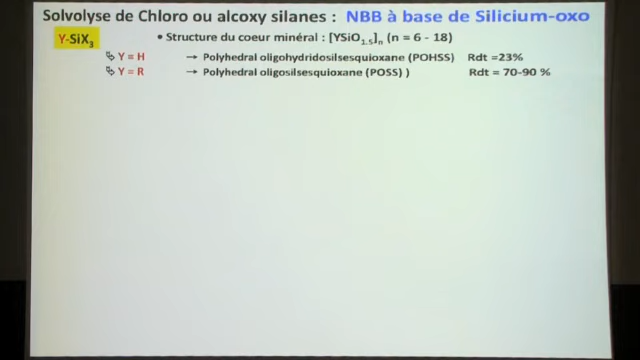 Solvolyse de Chloro ou alcoxy silanes : NBB à base de Silicium-oxo
Y-SiX3
• Structure du coeur minéral : [YSiO1.5]n (n = 6 - 18)
Y = H → Polyhedral oligohydridosilsesquioxane (POHSS) Rdt =23%
Y = R → Polyhedral oligosilsesquioxane (POSS) ) Rdt = 70-90 %